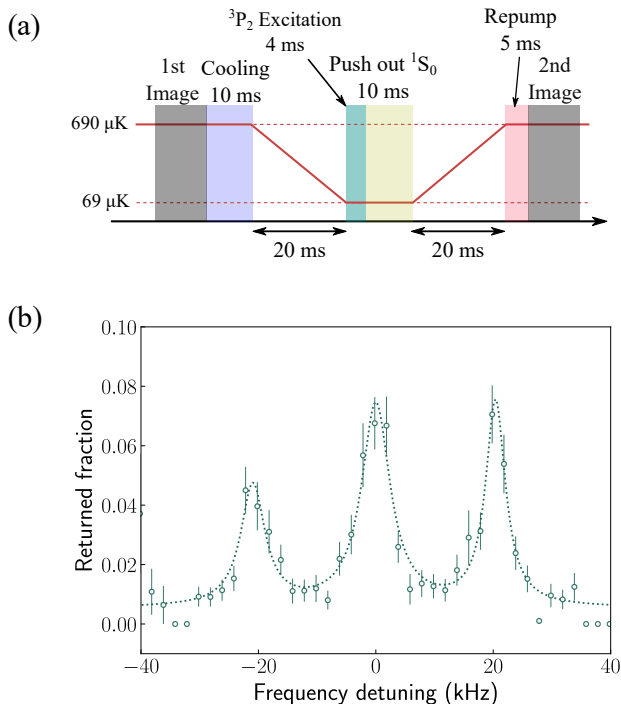 (a)
³P₂ Excitation
4 ms
Repump
5 ms
1st
Image
Cooling
10 ms
Push out ¹S₀
10 ms
2nd
Image
690 μK
69 μK
20 ms
20 ms
(b)
Returned fraction
0.10
0.08
0.06
0.04
0.02
0.00
−40
−20
0
20
40
Frequency detuning (kHz)